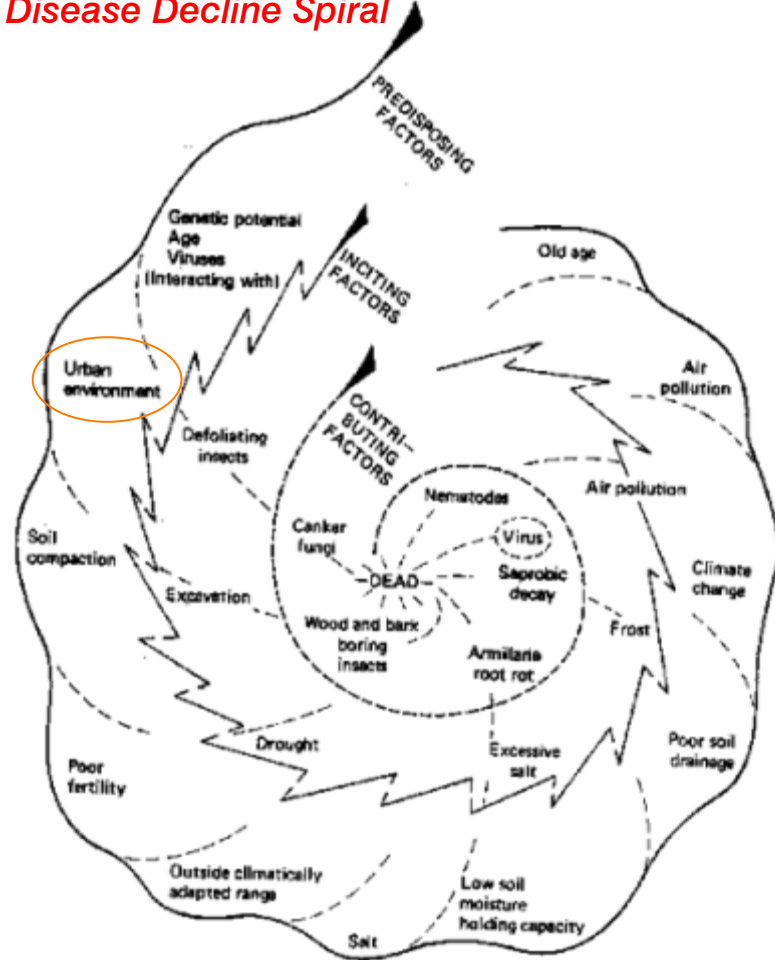 Disease Decline Spiral
PREDISPOSING
FACTORS
Genetic potential
Age
Viruses
(Interacting with)
INCITING
FACTORS
Old age
Urban
environment
Air
pollution
CONTRI-
BUTING
FACTORS
Defoliating
insects
Nematodes
Air pollution
Canker
fungi
Virus
Soil
compaction
DEAD
Saprobic
decay
Climate
change
Excavation
Wood and bark
boring
insects
Frost
Armillaria
root rot
Drought
Excessive
salt
Poor soil
drainage
Poor
fertility
Outside climatically
adapted range
Low soil
moisture
holding capacity
Salt